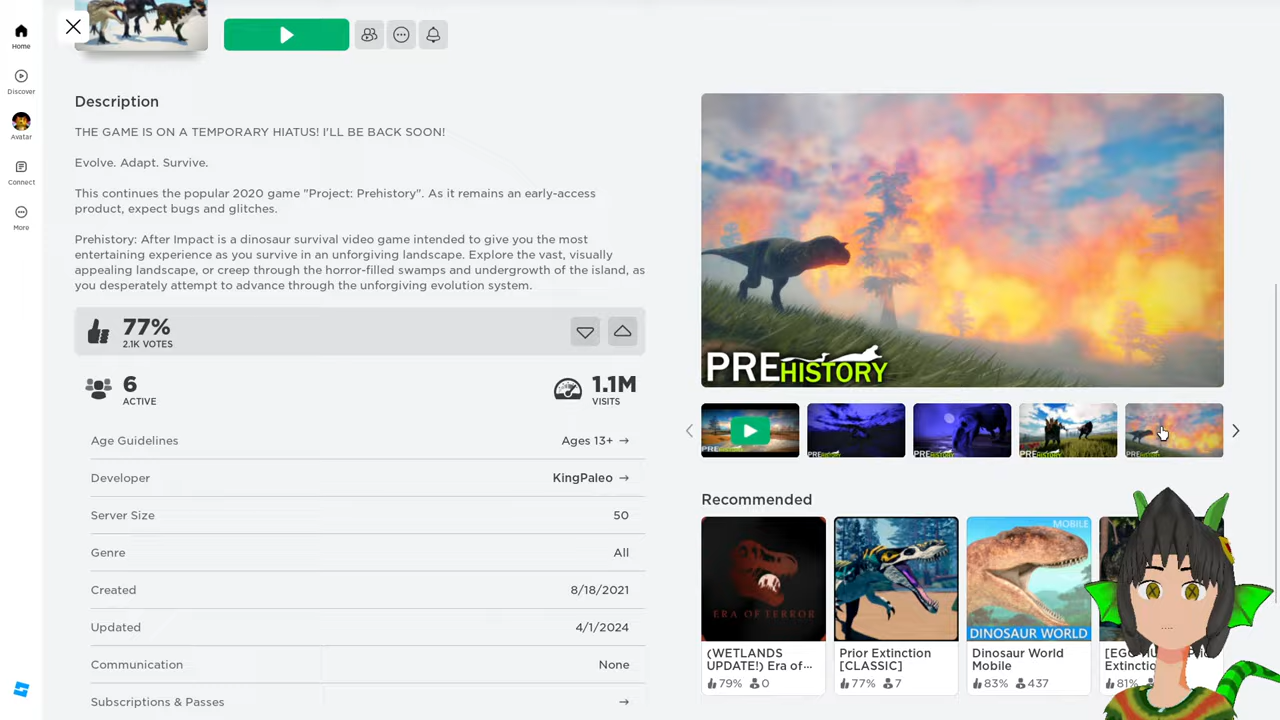 Home
Discover
Avatar
Connect
More
Description
THE GAME IS ON A TEMPORARY HIATUS! I'LL BE BACK SOON!
Evolve. Adapt. Survive.
This continues the popular 2020 game "Project: Prehistory". As it remains an early-access
product, expect bugs and glitches.
Prehistory: After Impact is a dinosaur survival video game intended to give you the most
entertaining experience as you survive in an unforgiving landscape. Explore the vast, visually
appealing landscape, or creep through the horror-filled swamps and undergrowth of the island, as
you desperately attempt to advance through the unforgiving evolution system.
77%
2.1K VOTES
6
ACTIVE
1.1M
VISITS
Age Guidelines
Ages 13+ →
Developer
KingPaleo →
Server Size
50
Genre
All
Created
8/18/2021
Updated
4/1/2024
Communication
None
Subscriptions & Passes
→
PREHISTORY
Recommended
ERA OF TERROR
MOBILE
DINOSAUR WORLD
(WETLANDS
UPDATE!) Era of...
79% 0
Prior Extinction
[CLASSIC]
77% 7
Dinosaur World
Mobile
83% 437
[EGG
Extinctio
81%